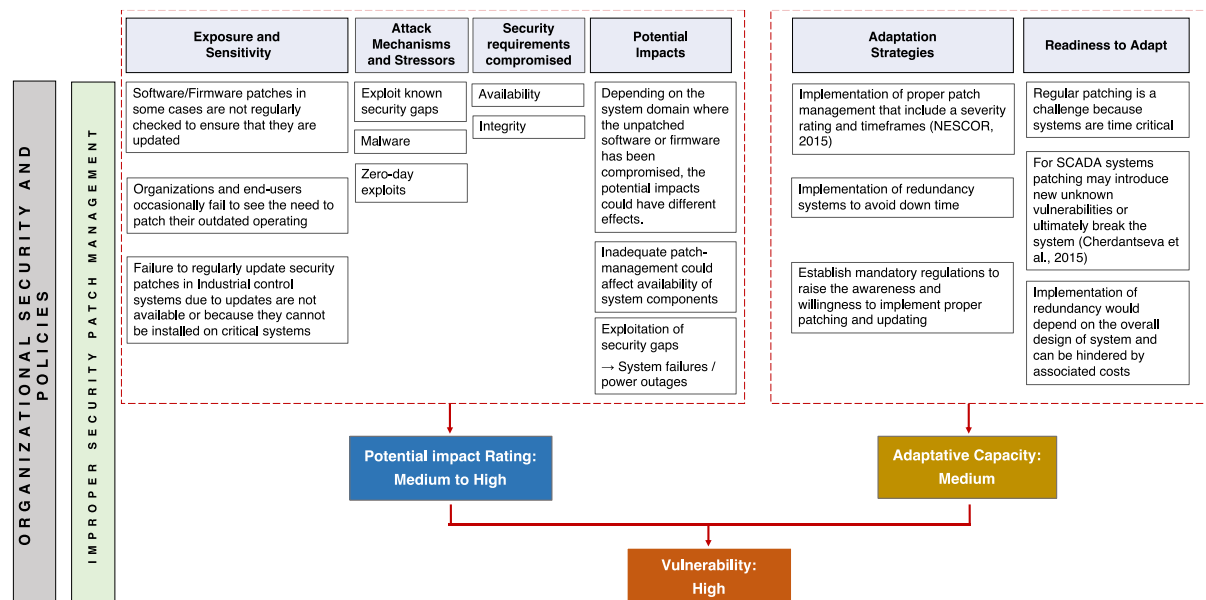 ORGANIZATIONAL SECURITY AND
POLICIES
IMPROPER SECURITY PATCH MANAGEMENT
Exposure and
Sensitivity
Software/Firmware patches in
some cases are not regularly
checked to ensure that they are
updated
Organizations and end-users
occasionally fail to see the need to
patch their outdated operating
Failure to regularly update security
patches in Industrial control
systems due to updates are not
available or because they cannot
be installed on critical systems
Attack
Mechanisms
and Stressors
Exploit known
security gaps
Malware
Zero-day
exploits
Security
requirements
compromised
Availability
Integrity
Potential
Impacts
Depending on the
system domain where
the unpatched
software or firmware
has been
compromised, the
potential impacts
could have different
effects.
Inadequate patch-
management could
affect availability of
system components
Exploitation of
security gaps
→ System failures /
power outages
Adaptation
Strategies
Implementation of proper patch
management that include a severity
rating and timeframes (NESCOR,
2015)
Implementation of redundancy
systems to avoid down time
Establish mandatory regulations to
raise the awareness and
willingness to implement proper
patching and updating
Readiness to Adapt
Regular patching is a
challenge because
systems are time critical
For SCADA systems
patching may introduce
new unknown
vulnerabilities or
ultimately break the
system (Cherdantseva et
al., 2015)
Implementation of
redundancy would
depend on the overall
design of system and
can be hindered by
associated costs
Potential impact Rating:
Medium to High
Adaptative Capacity:
Medium
Vulnerability:
High